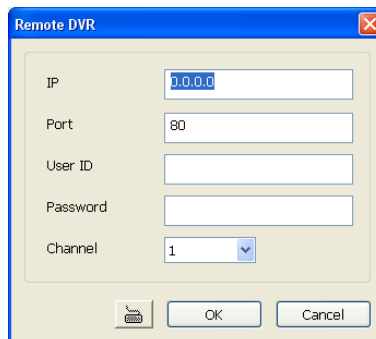 Remote DVR
IP 0.0.0.0
Port 80
User ID
Password
Channel 1
OK Cancel